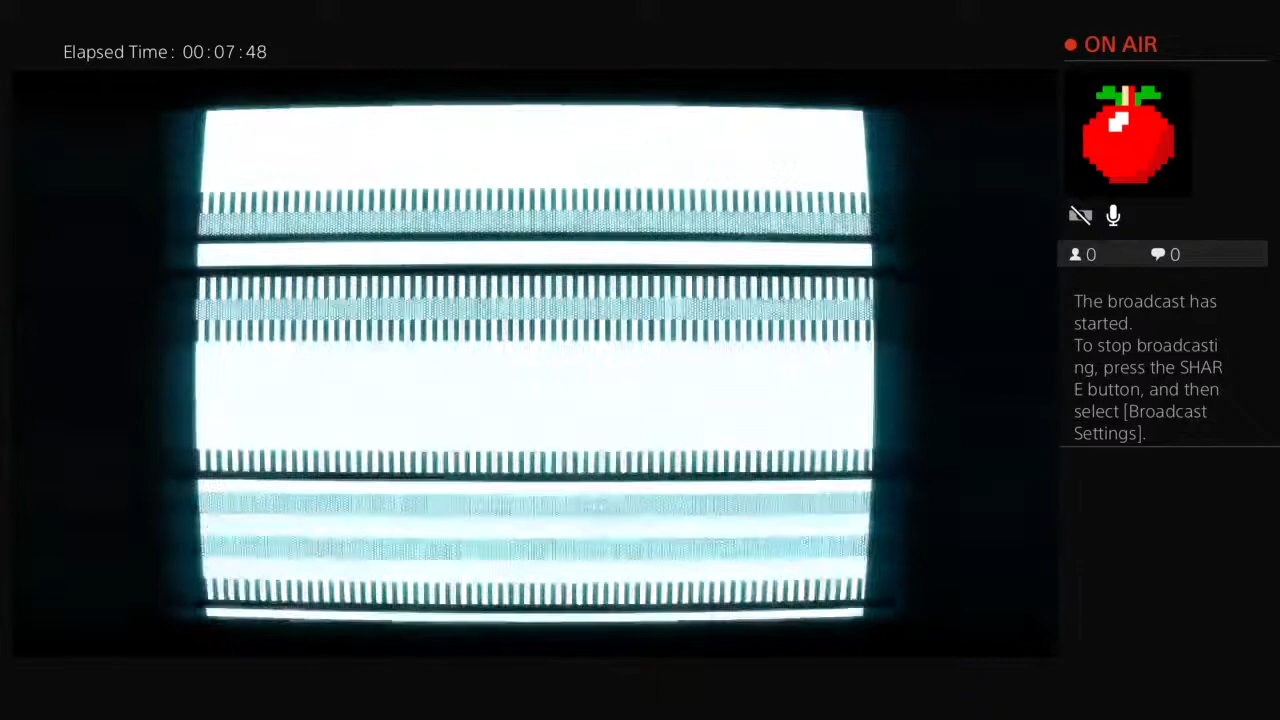 Elapsed Time: 00:07:48
ON AIR
0 0
The broadcast has
started.
To stop broadcasti
ng, press the SHAR
E button, and then
select [Broadcast
Settings].